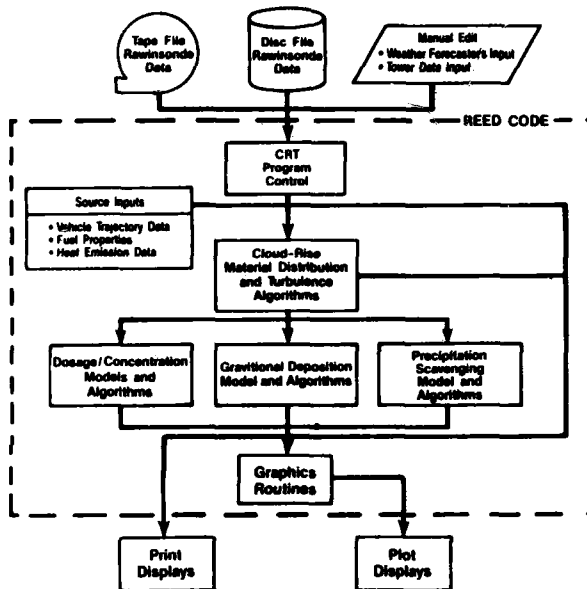 Tape File
Rawinsonde
Data
Disc File
Rawinsonde
Data
Manual Edit
• Weather Forecaster's Input
• Tower Data Input
REED CODE
CRT
Program
Control
Source Inputs
• Vehicle Trajectory Data
• Fuel Properties
• Heat Emission Data
Cloud-Rise
Material Distribution
and Turbulence
Algorithms
Dosage/Concentration
Models and
Algorithms
Gravitional Deposition
Model and Algorithms
Precipitation
Scavenging
Model and
Algorithms
Graphics
Routines
Print
Displays
Plot
Displays